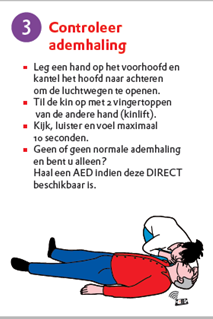 3 Controleer
ademhaling
Leg een hand op het voorhoofd en
kantel het hoofd naar achteren
om de luchtwegen te openen.
Til de kin op met 2 vingertoppen
van de andere hand (kinlift).
Kijk, luister en voel maximaal
10 seconden.
Geen of geen normale ademhaling
en bent u alleen?
Haal een AED indien deze DIRECT
beschikbaar is.